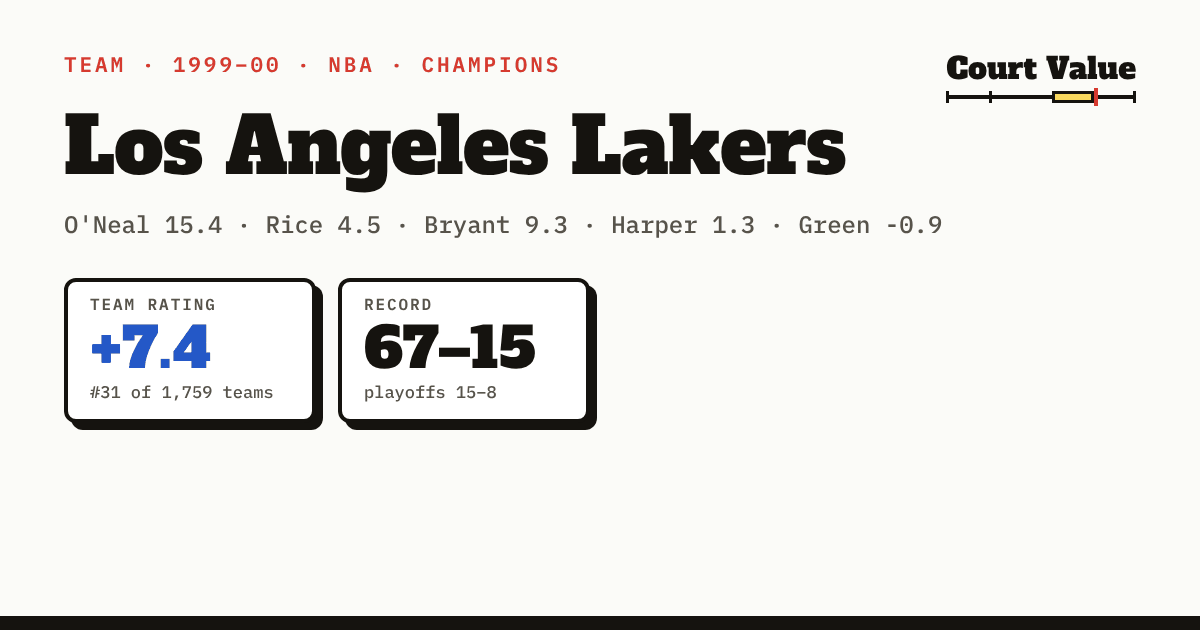 TEAM · 1999–00 · NBA · CHAMPIONS
Court Value
Los Angeles Lakers
O'Neal 15.4 · Rice 4.5 · Bryant 9.3 · Harper 1.3 · Green -0.9
TEAM RATING
+7.4
#31 of 1,759 teams
RECORD
67–15
playoffs 15–8